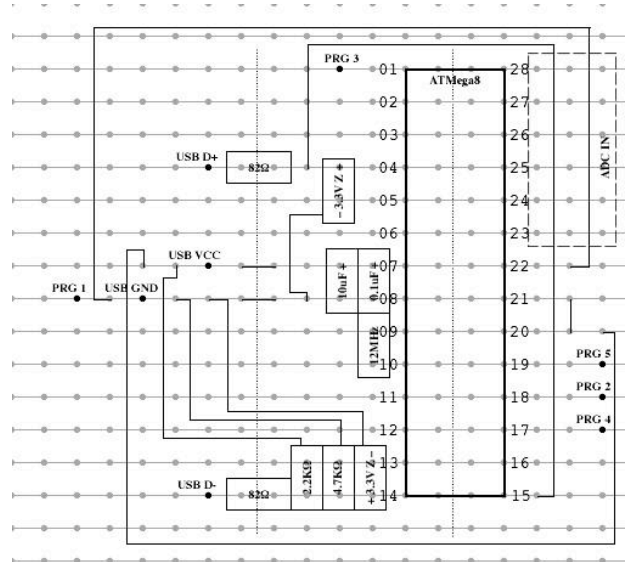 PRG 3
01 28
ATMega8
02 27
03 26
USB D+
82Ω
04 25
ADC IN
−3.3V Z +
05 24
06 23
USB VCC
07 22
10uF +
0.1uF +
PRG 1
USB GND
08 21
09 20
12MHz
PRG 5
10 19
PRG 2
11 18
PRG 4
12 17
2.2KΩ
4.7KΩ
+3.3V Z −
13 16
USB D-
82Ω
14 15